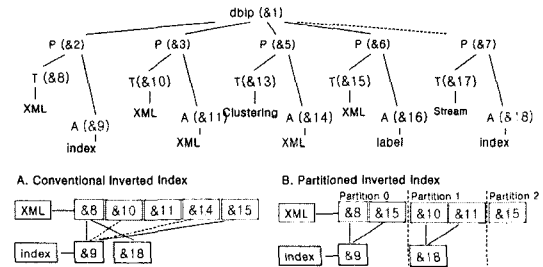 dbip (&1)
P (&2) P (&3) P (&5) P (&6) P (&7)
T (&8) T(&10) T(&13) T(&15) T(&17)
XML XML Clustering XML Stream
A (&9) A (&11) A (&14) A (&16) A (&18)
index XML XML label index
A. Conventional Inverted Index
XML &8 &10 &11 &14 &15
index &9 &18
B. Partitioned Inverted Index
Partition 0 Partition 1 Partition 2
XML &8 &15 &10 &11 &15
index &9 &18